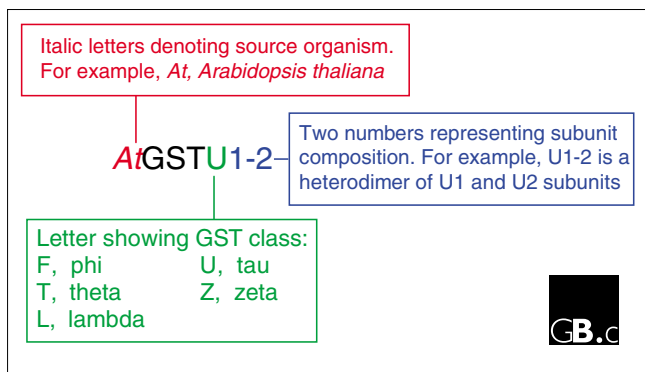 Italic letters denoting source organism.
For example, At, Arabidopsis thaliana
AtGSTU1-2
Two numbers representing subunit
composition. For example, U1-2 is a
heterodimer of U1 and U2 subunits
Letter showing GST class:
F, phi U, tau
T, theta Z, zeta
L, lambda
GB.c